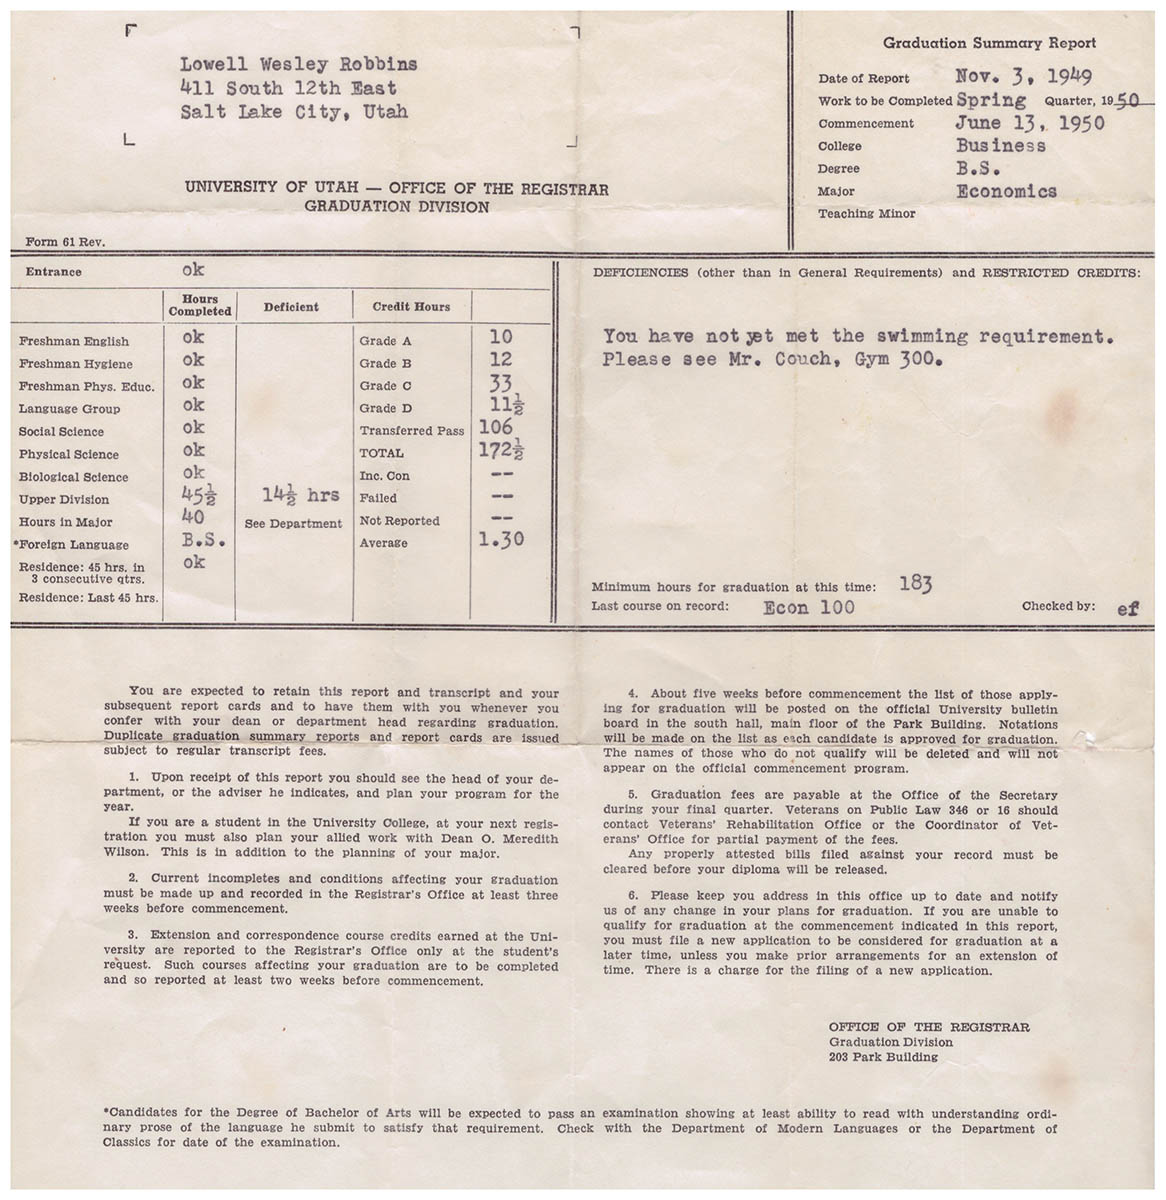 Lowell Wesley Robbins
411 South 12th East
Salt Lake City, Utah
UNIVERSITY OF UTAH — OFFICE OF THE REGISTRAR
GRADUATION DIVISION
Form 61 Rev.
Graduation Summary Report
Date of Report Nov. 3, 1949
Work to be Completed Spring Quarter, 1950
Commencement June 13, 1950
College Business
Degree B.S.
Major Economics
Teaching Minor
Entrance ok
Hours Completed Deficient Credit Hours
Freshman English ok Grade A 10
Freshman Hygiene ok Grade B 12
Freshman Phys. Educ. ok Grade C 33
Language Group ok Grade D 11½
Social Science ok Transferred Pass 106
Physical Science ok TOTAL 172½
Biological Science ok Inc. Con --
Upper Division 45½ 14½ hrs Failed --
Hours in Major 40 See Department Not Reported --
*Foreign Language B.S. Average 1.30
Residence: 45 hrs. in ok
3 consecutive qtrs.
Residence: Last 45 hrs.
DEFICIENCIES (other than in General Requirements) and RESTRICTED CREDITS:
You have not yet met the swimming requirement.
Please see Mr. Couch, Gym 300.
Minimum hours for graduation at this time: 183
Last course on record: Econ 100 Checked by: ef
You are expected to retain this report and transcript and your
subsequent report cards and to have them with you whenever you
confer with your dean or department head regarding graduation.
Duplicate graduation summary reports and report cards are issued
subject to regular transcript fees.
1. Upon receipt of this report you should see the head of your de-
partment, or the adviser he indicates, and plan your program for the
year.
If you are a student in the University College, at your next regis-
tration you must also plan your allied work with Dean O. Meredith
Wilson. This is in addition to the planning of your major.
2. Current incompletes and conditions affecting your graduation
must be made up and recorded in the Registrar's Office at least three
weeks before commencement.
3. Extension and correspondence course credits earned at the Uni-
versity are reported to the Registrar's Office only at the student's
request. Such courses affecting your graduation are to be completed
and so reported at least two weeks before commencement.
4. About five weeks before commencement the list of those apply-
ing for graduation will be posted on the official University bulletin
board in the south hall, main floor of the Park Building. Notations
will be made on the list as each candidate is approved for graduation.
The names of those who do not qualify will be deleted and will not
appear on the official commencement program.
5. Graduation fees are payable at the Office of the Secretary
during your final quarter. Veterans on Public Law 346 or 16 should
contact Veterans' Rehabilitation Office or the Coordinator of Vet-
erans' Office for partial payment of the fees.
Any properly attested bills filed against your record must be
cleared before your diploma will be released.
6. Please keep you address in this office up to date and notify
us of any change in your plans for graduation. If you are unable to
qualify for graduation at the commencement indicated in this report,
you must file a new application to be considered for graduation at a
later time, unless you make prior arrangements for an extension of
time. There is a charge for the filing of a new application.
OFFICE OF THE REGISTRAR
Graduation Division
203 Park Building
*Candidates for the Degree of Bachelor of Arts will be expected to pass an examination showing at least ability to read with understanding ordi-
nary prose of the language he submit to satisfy that requirement. Check with the Department of Modern Languages or the Department of
Classics for date of the examination.